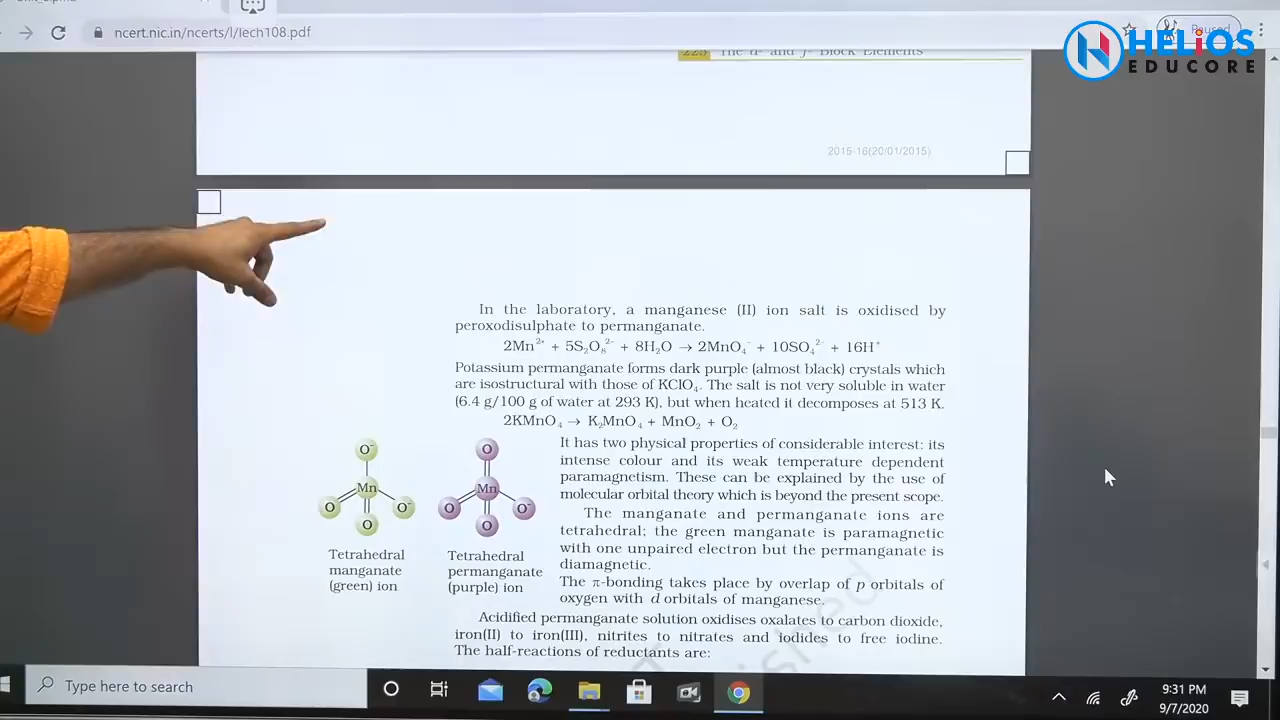 ncert.nic.in/ncerts/l/lech108.pdf
Paused
HELiOS
EDUCORE
225 The d- and f- Block Elements
2015-16(20/01/2015)
In the laboratory, a manganese (II) ion salt is oxidised by
peroxodisulphate to permanganate.
2Mn²⁺ + 5S₂O₈²⁻ + 8H₂O → 2MnO₄⁻ + 10SO₄²⁻ + 16H⁺
Potassium permanganate forms dark purple (almost black) crystals which
are isostructural with those of KClO₄. The salt is not very soluble in water
(6.4 g/100 g of water at 293 K), but when heated it decomposes at 513 K.
2KMnO₄ → K₂MnO₄ + MnO₂ + O₂
It has two physical properties of considerable interest: its
intense colour and its weak temperature dependent
paramagnetism. These can be explained by the use of
molecular orbital theory which is beyond the present scope.
The manganate and permanganate ions are
tetrahedral; the green manganate is paramagnetic
with one unpaired electron but the permanganate is
diamagnetic.
The π-bonding takes place by overlap of p orbitals of
oxygen with d orbitals of manganese.
O⁻
Mn
O O⁻
O
Tetrahedral
manganate
(green) ion
O
Mn
O O⁻
O
Tetrahedral
permanganate
(purple) ion
Acidified permanganate solution oxidises oxalates to carbon dioxide,
iron(II) to iron(III), nitrites to nitrates and iodides to free iodine.
The half-reactions of reductants are:
Type here to search
9:31 PM
9/7/2020